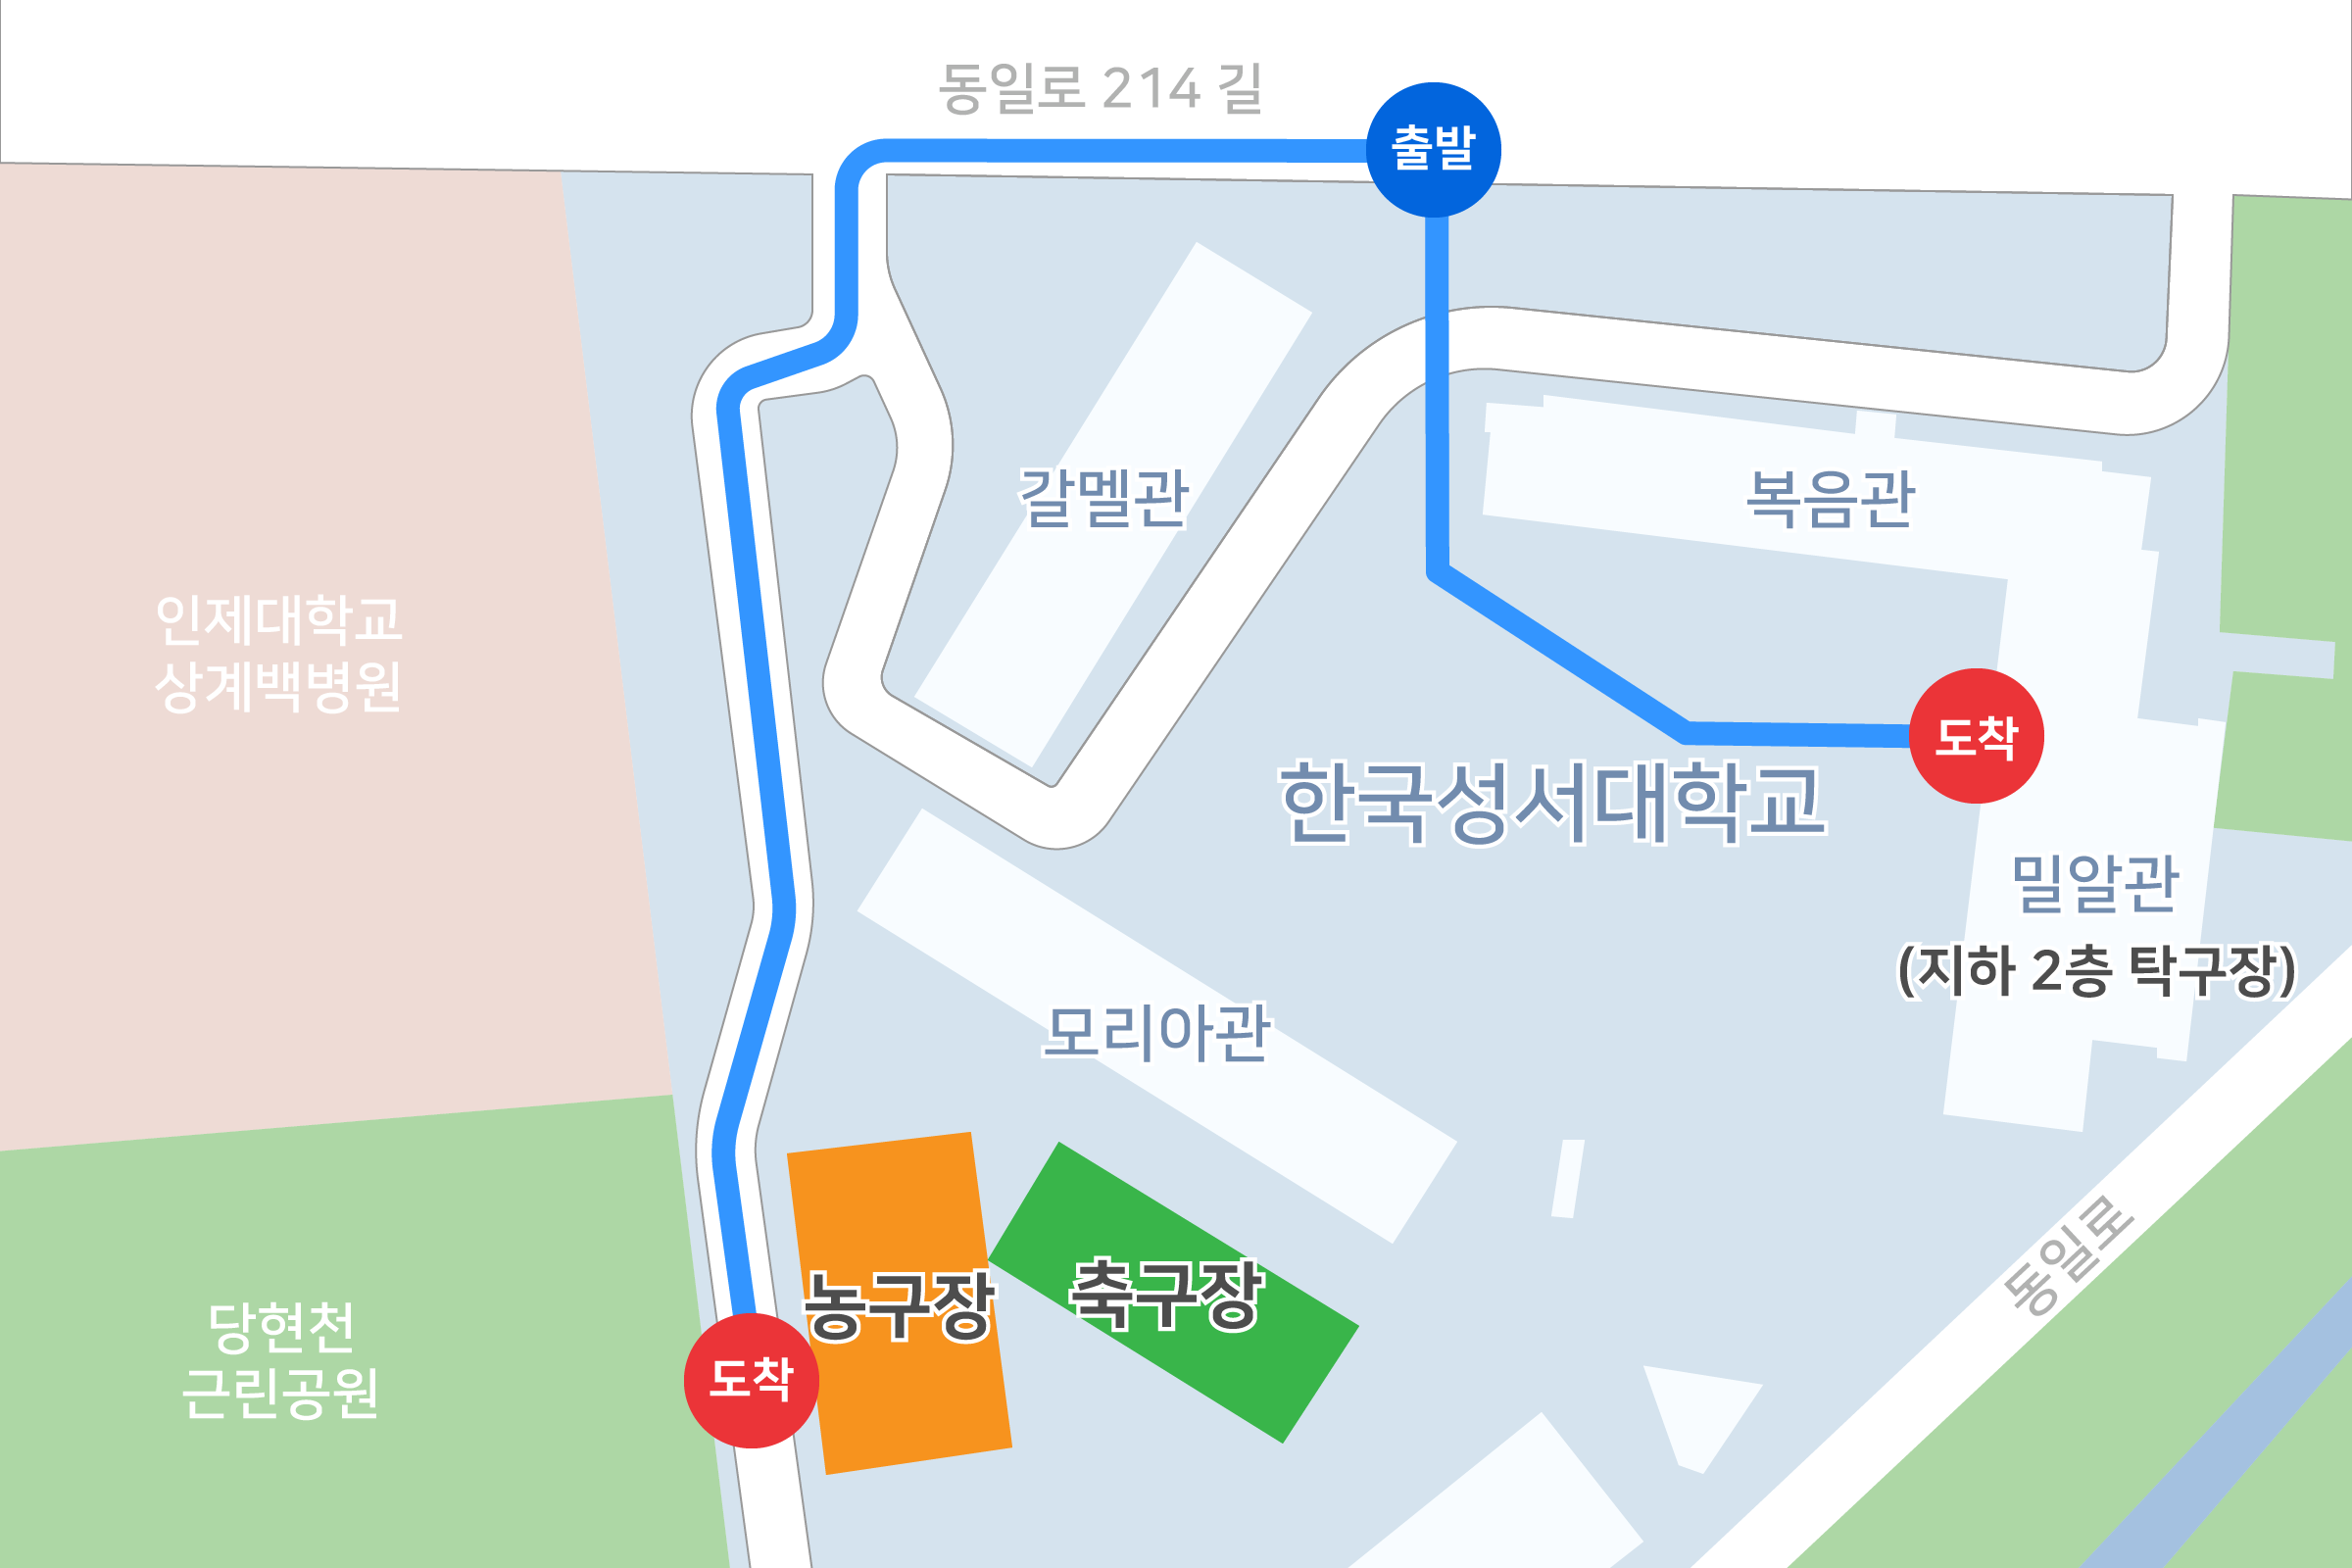 동일로 214 길
출발
갈멜관
복음관
인제대학교
상계백병원
도착
한국성서대학교
밀알관
(지하 2층 탁구장)
모리아관
동일로
농구장
축구장
당현천
근린공원
도착